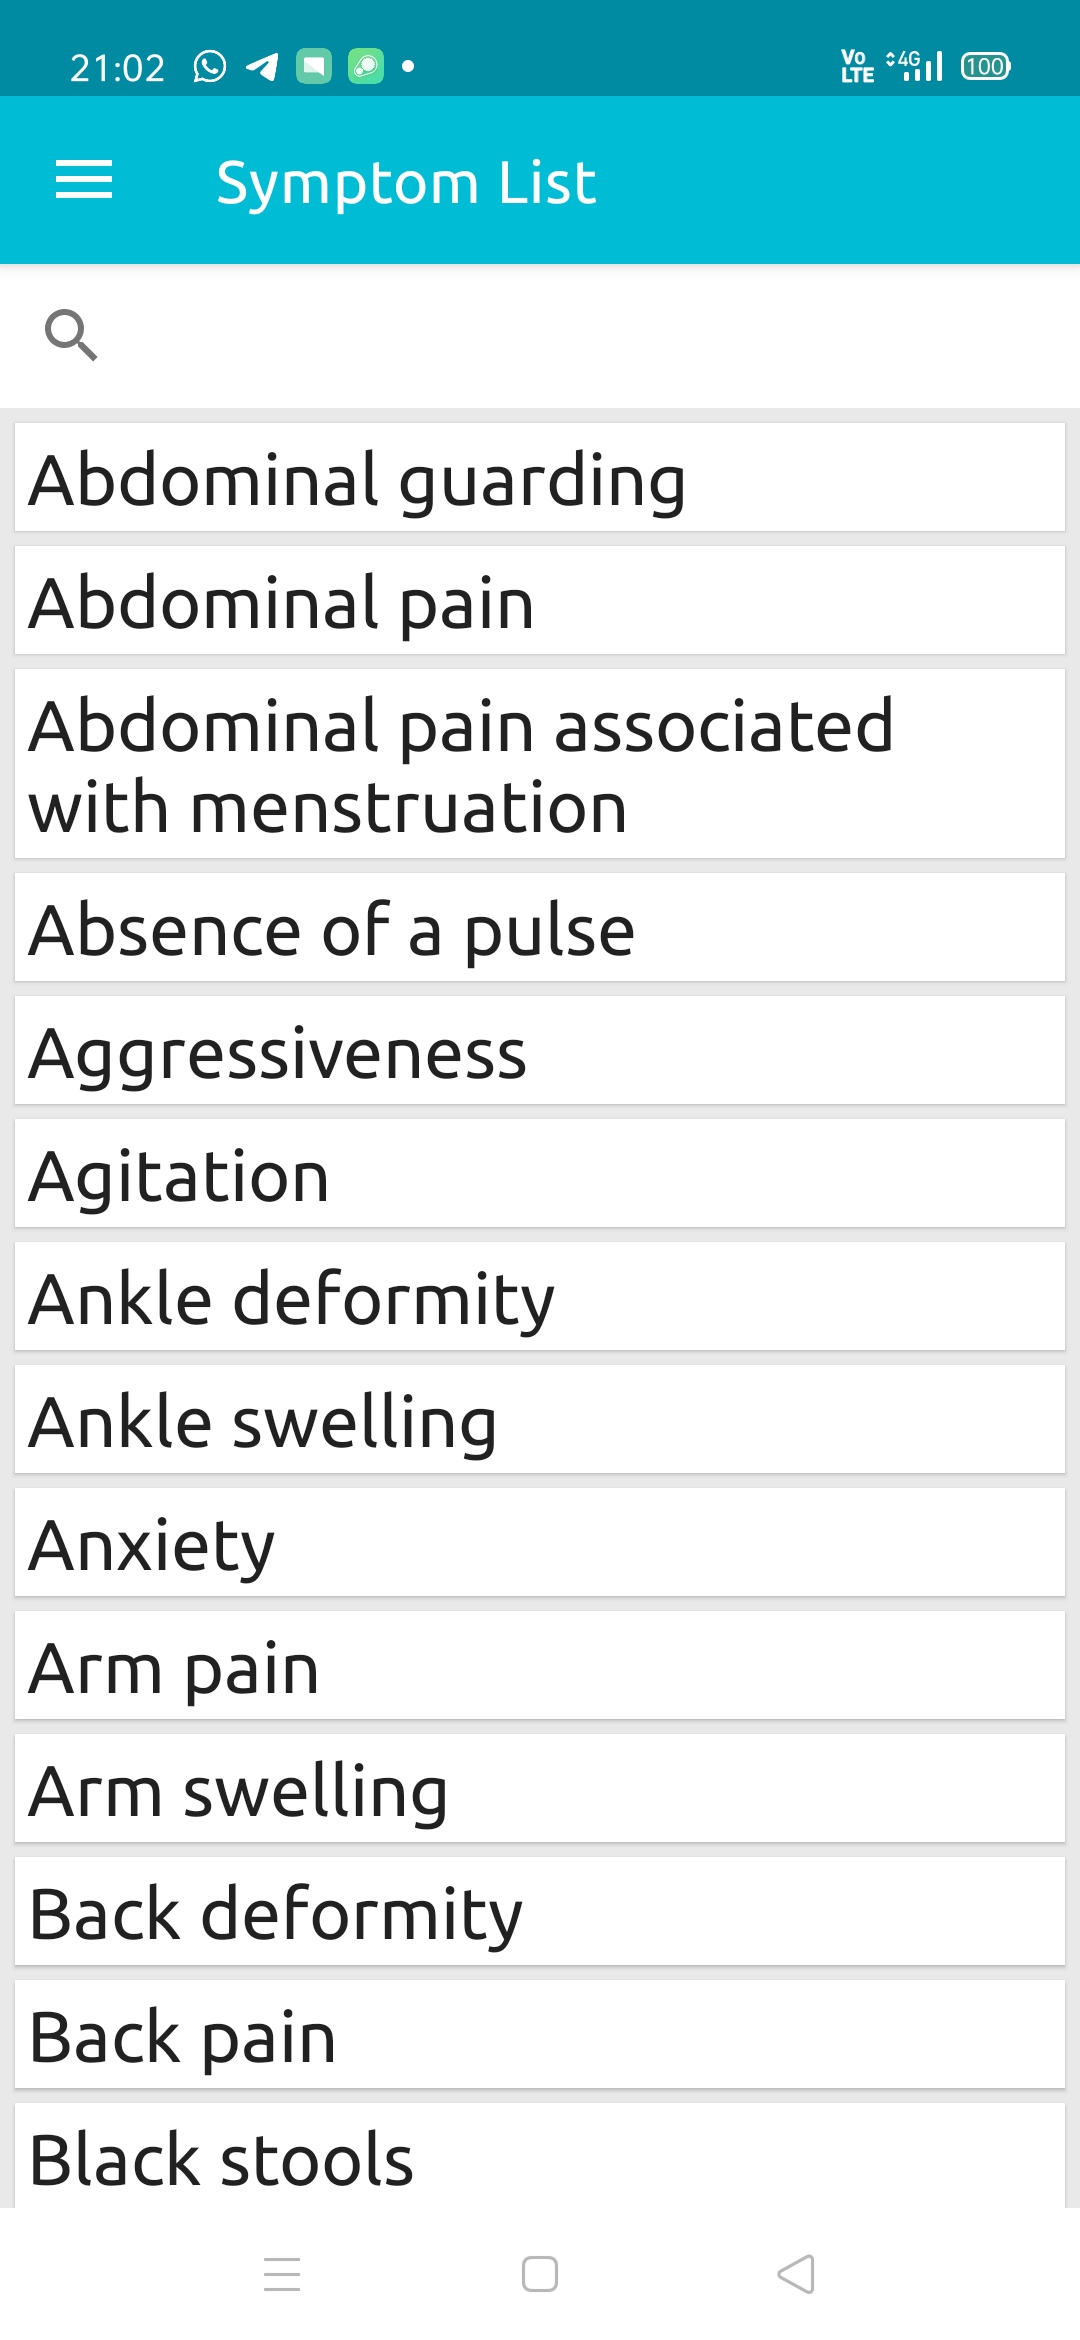 21:02
Vo LTE 4G 100
Symptom List
Abdominal guarding
Abdominal pain
Abdominal pain associated
with menstruation
Absence of a pulse
Aggressiveness
Agitation
Ankle deformity
Ankle swelling
Anxiety
Arm pain
Arm swelling
Back deformity
Back pain
Black stools